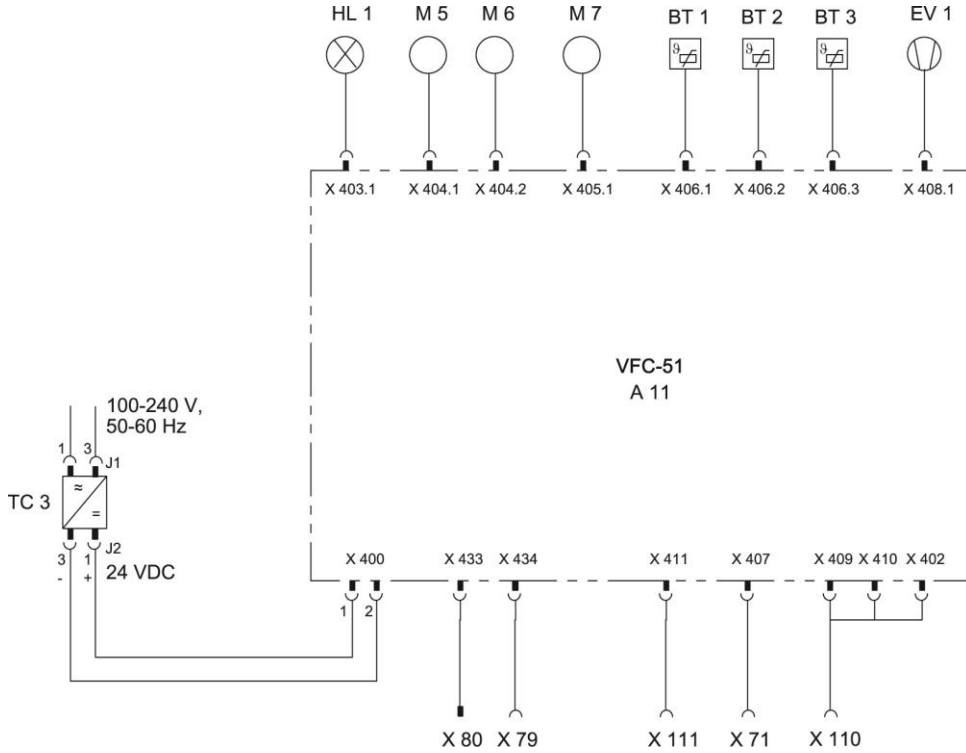 HL 1 M 5 M 6 M 7 BT 1 BT 2 BT 3 EV 1
ϑ ϑ ϑ
X 403.1 X 404.1 X 404.2 X 405.1 X 406.1 X 406.2 X 406.3 X 408.1
VFC-51
A 11
100-240 V,
50-60 Hz
1 3 J1
TC 3 ≈ =
3 1 J2
- + 24 VDC
X 400 X 433 X 434 X 411 X 407 X 409 X 410 X 402
1 2
X 80 X 79 X 111 X 71 X 110